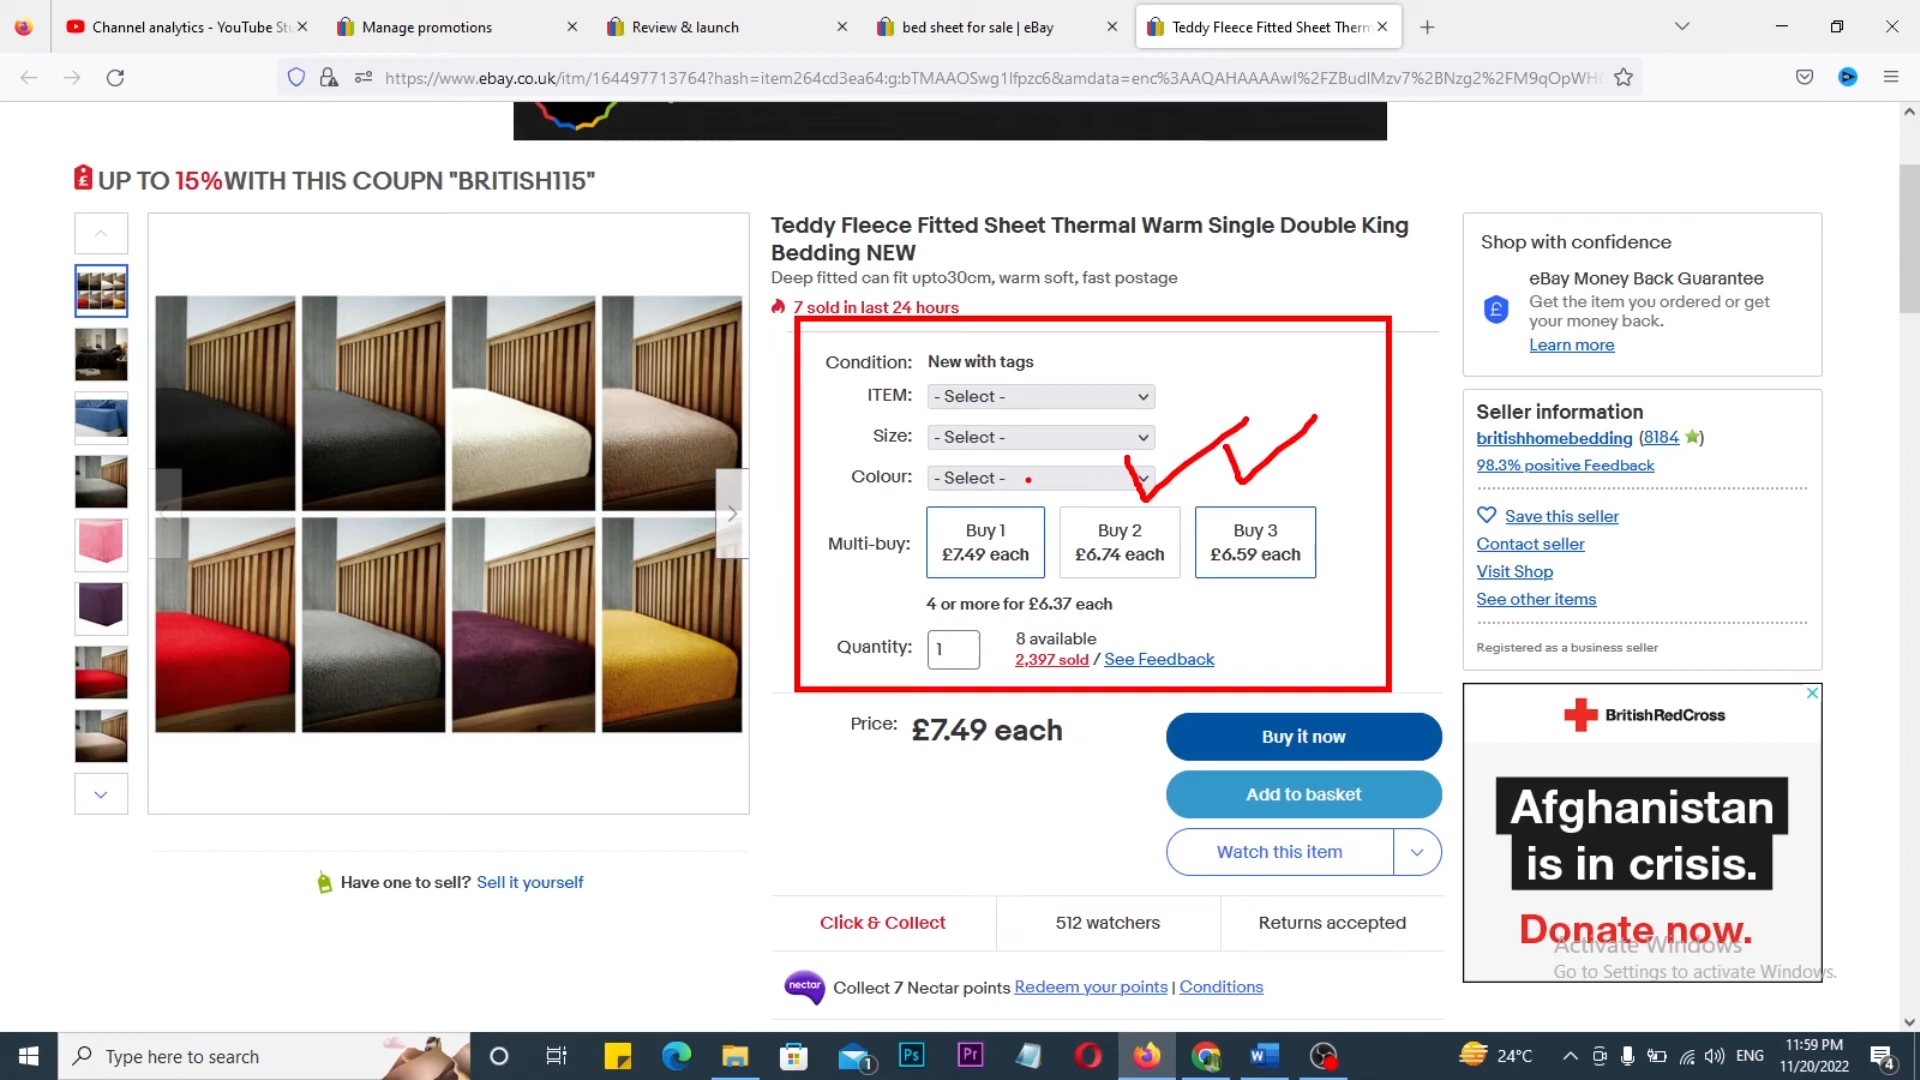 Channel analytics - YouTube Stu
Manage promotions
Review & launch
bed sheet for sale | eBay
Teddy Fleece Fitted Sheet Therm
https://www.ebay.co.uk/itm/164497713764?hash=item264cd3ea64:g:bTMAAOSwg1lfpzc6&amdata=enc%3AAQAHAAAAwI%2FZBudlMzv7%2BNzg2%2FM9qOpWH
UP TO 15%WITH THIS COUPN "BRITISH115"
Teddy Fleece Fitted Sheet Thermal Warm Single Double King
Bedding NEW
Deep fitted can fit upto30cm, warm soft, fast postage
7 sold in last 24 hours
Condition: New with tags
ITEM: - Select -
Size: - Select -
Colour: - Select -
Multi-buy:
Buy 1
£7.49 each
Buy 2
£6.74 each
Buy 3
£6.59 each
4 or more for £6.37 each
Quantity: 1
8 available
2,397 sold / See Feedback
Price: £7.49 each
Buy it now
Add to basket
Watch this item
Click & Collect
512 watchers
Returns accepted
nectar
Collect 7 Nectar points Redeem your points | Conditions
Have one to sell? Sell it yourself
Shop with confidence
eBay Money Back Guarantee
Get the item you ordered or get
your money back.
Learn more
Seller information
britishhomebedding (8184)
98.3% positive Feedback
Save this seller
Contact seller
Visit Shop
See other items
Registered as a business seller
BritishRedCross
Afghanistan
is in crisis.
Donate now.
Activate Windows
Go to Settings to activate Windows.
Type here to search
1
Ps
Pr
24°C
ENG
11:59 PM
11/20/2022
4